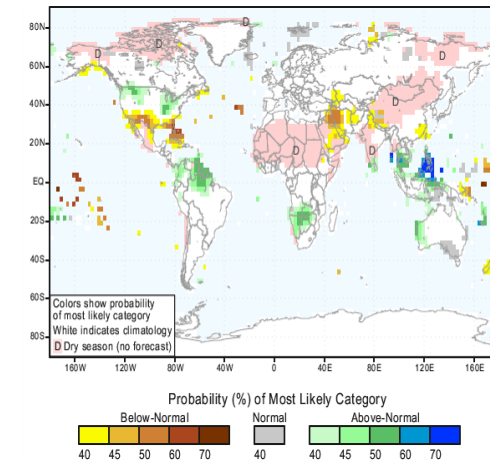 80N
60N
40N
20N
EQ
20S
40S
60S
80S
D
D
D
D
D
D
D
Colors show probability
of most likely category
White indicates climatology
D Dry season (no forecast)
160W 120W 80W 40W 0 40E 80E 120E 160E
Probability (%) of Most Likely Category
Below-Normal Normal Above-Normal
40 45 50 60 70 40 40 45 50 60 70